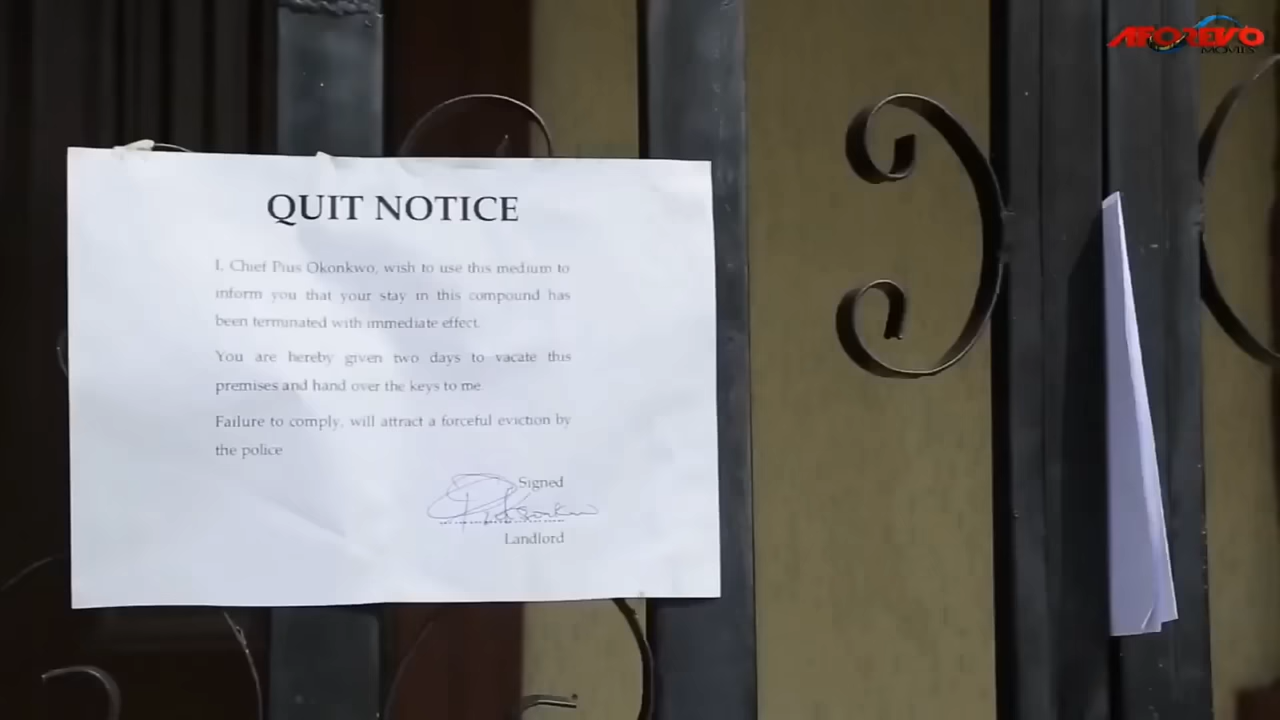 AFOREVO
MOVIES
QUIT NOTICE
I, Chief Pius Okonkwo, wish to use this medium to
inform you that your stay in this compound has
been terminated with immediate effect.
You are hereby given two days to vacate this
premises and hand over the keys to me
Failure to comply, will attract a forceful eviction by
the police
Signed
Landlord